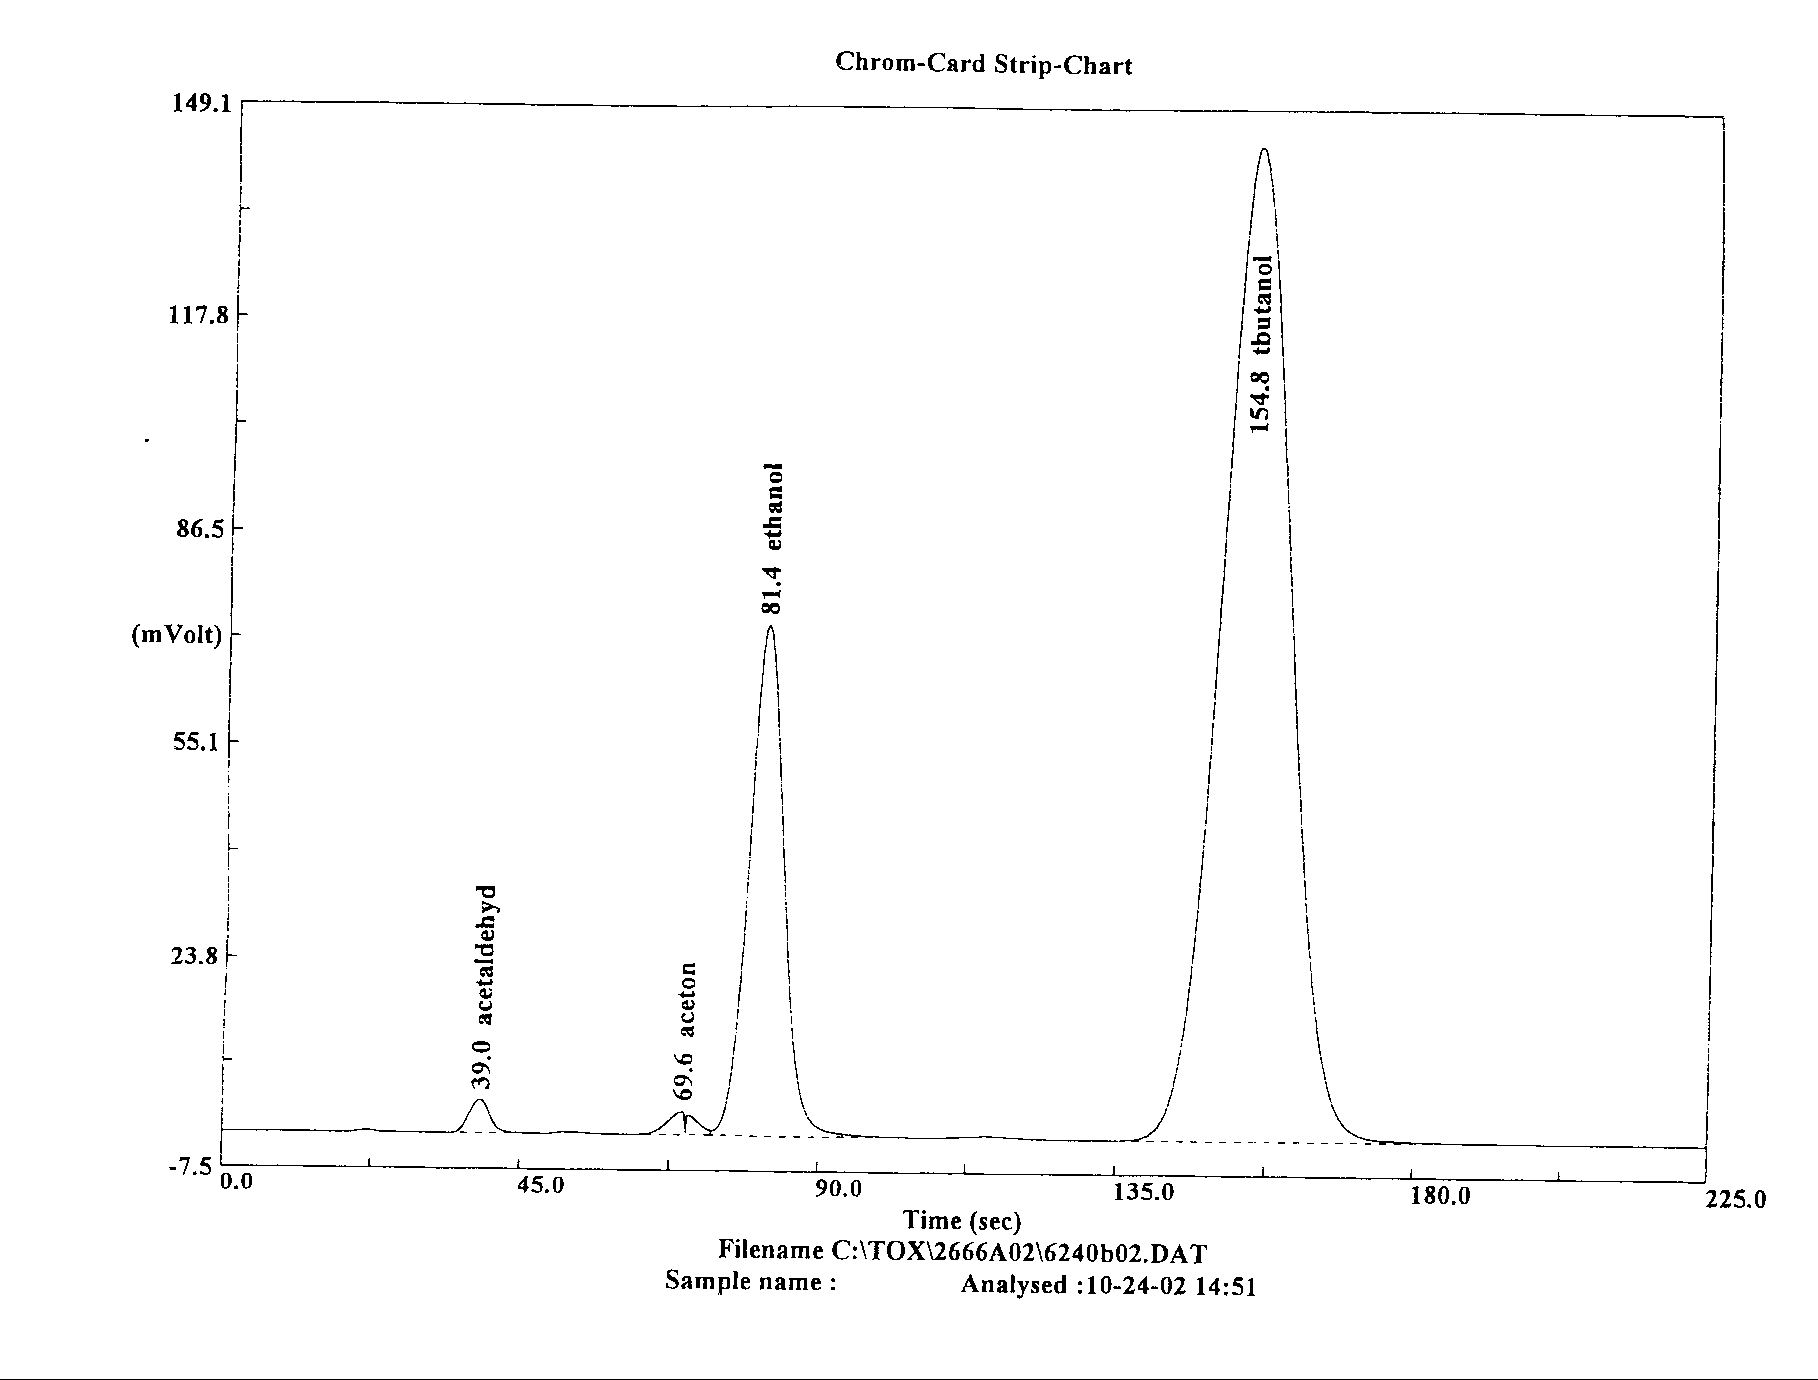 Chrom-Card Strip-Chart
149.1
117.8
86.5
(mVolt)
55.1
23.8
-7.5
39.0 acetaldehyd
69.6 aceton
81.4 ethanol
154.8 tbutanol
0.0 45.0 90.0 135.0 180.0 225.0
Time (sec)
Filename C:\TOX\2666A02\6240b02.DAT
Sample name : Analysed :10-24-02 14:51